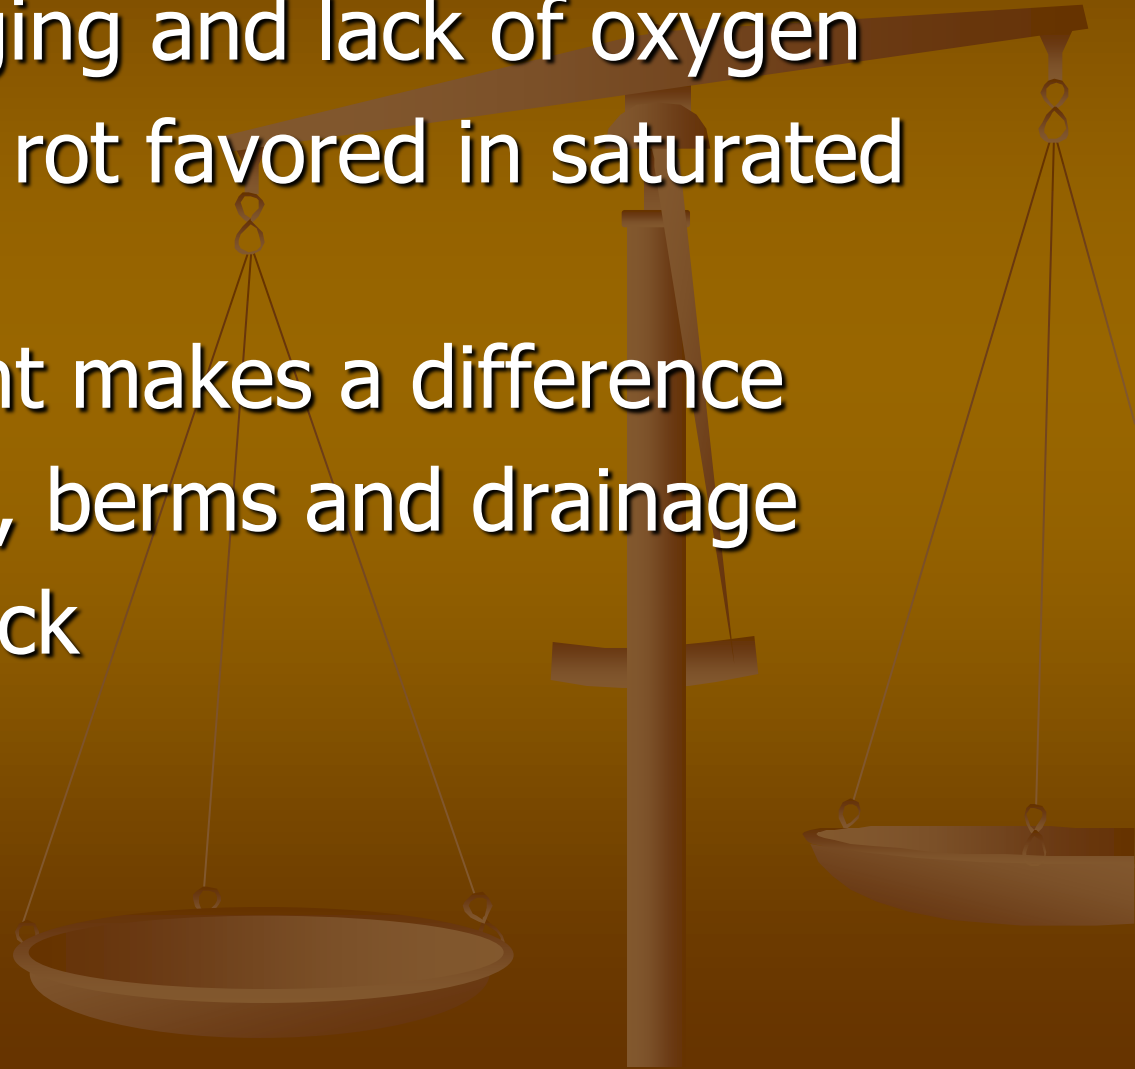 ging and lack of oxygen
rot favored in saturated
nt makes a difference
, berms and drainage
ck